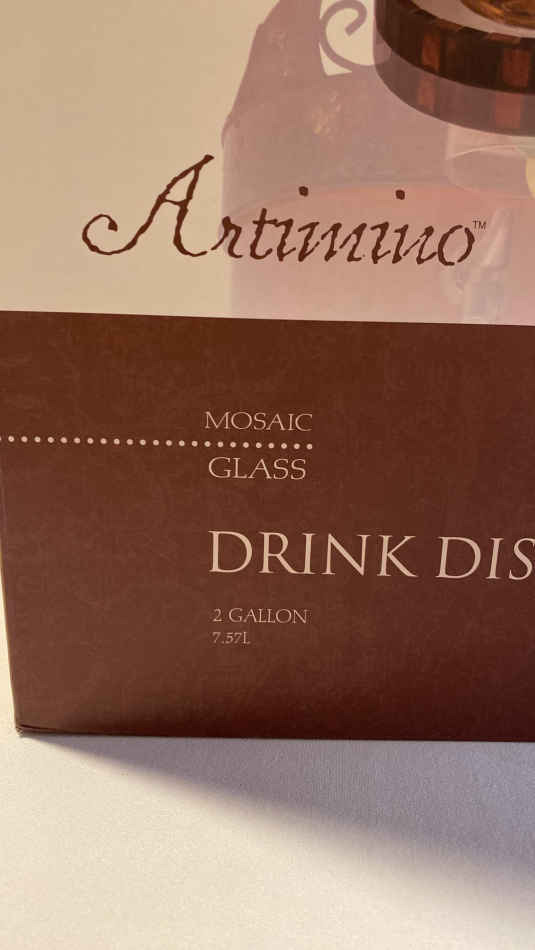 Artimino™
MOSAIC
GLASS
DRINK DIS
2 GALLON
7.57L